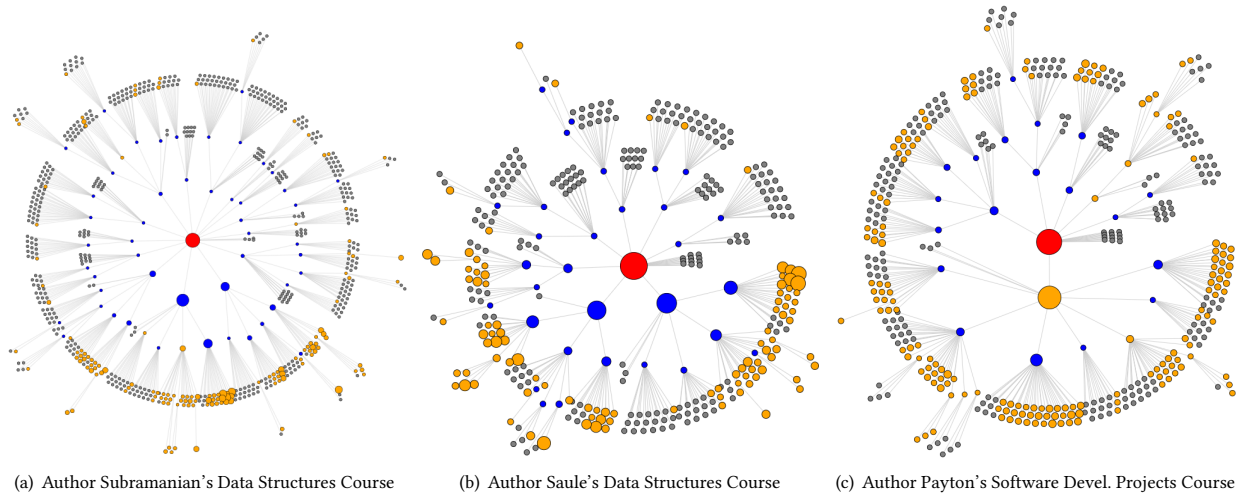 (a) Author Subramanian's Data Structures Course
(b) Author Saule's Data Structures Course
(c) Author Payton's Software Devel. Projects Course